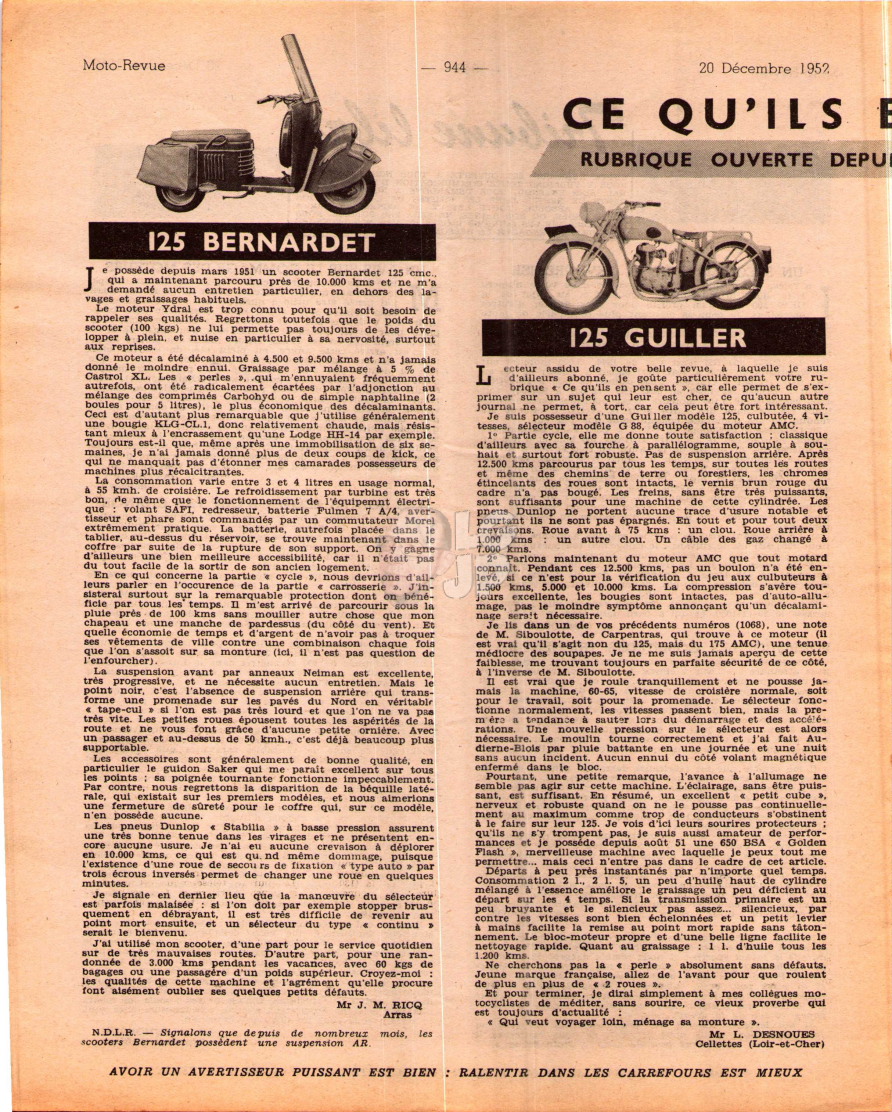 Moto-Revue
— 944 —
20 Décembre 1952
CE QU'ILS E
RUBRIQUE OUVERTE DEPU
125 BERNARDET
Je possède depuis mars 1951 un scooter Bernardet 125 cmc.,
qui a maintenant parcouru près de 10.000 kms et ne m'a
demandé aucun entretien particulier, en dehors des la-
vages et graissages habituels.
Le moteur Ydral est trop connu pour qu'il soit besoin de
rappeler ses qualités. Regrettons toutefois que le poids du
scooter (100 kgs) ne lui permette pas toujours de les déve-
lopper à plein, et nuise en particulier à sa nervosité, surtout
aux reprises.
Ce moteur a été décalaminé à 4.500 et 9.500 kms et n'a jamais
donné le moindre ennui. Graissage par mélange à 5 % de
Castrol XL. Les « perles », .qui m'ennuyaient fréquemment
autrefois, ont été radicalement écartées par l'adjonction au
mélange des comprimés Carbohyd ou de simple naphtaline (2
boules pour 5 litres), le plus économique des décalaminants.
Ceci est d'autant plus remarquable que j'utilise généralement
une bougie KLG-CL.1, donc relativement chaude, mais résis-
tant mieux à l'encrassement qu'une Lodge HH-14 par exemple.
Toujours est-il que, même après une immobilisation de six se-
maines, je n'ai jamais donné plus de deux coups de kick, ce
qui ne manquait pas d'étonner mes camarades possesseurs de
machines plus récalcitrantes.
La consommation varie entre 3 et 4 litres en usage normal,
à 55 kmh. de croisière. Le refroidissement par turbine est très
bon, de même que le fonctionnement de l'équipemnt électri-
que : volant SAFI, redresseur, batterie Fulmen 7 A/4, aver-
tisseur et phare sont commandés par un commutateur Morel
extrêmement pratique. La batterie, autrefois placée dans le
tablier, au-dessus du réservoir, se trouve maintenant dans le
coffre par suite de la rupture de son support. On y gagne
d'ailleurs une bien meilleure accessibilité, car il n'était pas
du tout facile de la sortir de son ancien logement.
En ce qui concerne la partie « cycle », nous devrions d'ail-
leurs parler en l'occurence de la partie « carrosserie ». J'in-
sisterai surtout sur la remarquable protection dont on béné-
ficie par tous les temps. Il m'est arrivé de parcourir sous la
pluie près de 100 kms sans mouiller autre chose que mon
chapeau et une manche de pardessus (du côté du vent). Et
quelle économie de temps et d'argent de n'avoir pas à troquer
ses vêtements de ville contre une combinaison chaque fois
que l'on s'assoit sur sa monture (ici, il n'est pas question de
l'enfourcher).
La suspension avant par anneaux Neiman est excellente,
très progressive, et ne nécessite aucun entretien. Mais le
point noir, c'est l'absence de suspension arrière qui trans-
forme une promenade sur les pavés du Nord en véritable
« tape-cul » si l'on est pas très lourd et que l'on ne va pas
très vite. Les petites roues épousent toutes les aspérités de la
route et ne vous font grâce d'aucune petite ornière. Avec
un passager et au-dessus de 50 kmh., c'est déjà beaucoup plus
supportable.
Les accessoires sont généralement de bonne qualité, en
particulier le guidon Saker qui me paraît excellent sur tous
les points ; sa poignée tournante fonctionne impeccablement.
Par contre, nous regrettons la disparition de la béquille laté-
rale, qui existait sur les premiers modèles, et nous aimerions
une fermeture de sûreté pour le coffre qui, sur ce modèle,
n'en possède aucune.
Les pneus Dunlop « Stabilia » à basse pression assurent
une très bonne tenue dans les virages et ne présentent en-
core aucune usure. Je n'ai eu aucune crevaison à déplorer
en 10.000 kms, ce qui est qu.nd même dommage, puisque
l'existence d'une roue de secours de fixation « type auto » par
trois écrous inversés permet de changer une roue en quelques
minutes.
Je signale en dernier lieu que la manœuvre du sélecteur
est parfois malaisée : si l'on doit par exemple stopper brus-
quement en débrayant, il est très difficile de revenir au
point mort ensuite, et un sélecteur du type « continu »
serait le bienvenu.
J'ai utilisé mon scooter, d'une part pour le service quotidien
sur de très mauvaises routes. D'autre part, pour une ran-
donnée de 3.000 kms pendant les vacances, avec 60 kgs de
bagages ou une passagère d'un poids supérieur. Croyez-moi :
les qualités de cette machine et l'agrément qu'elle procure
font aisément oublier ses quelques petits défauts.
Mr J. M. RICQ
Arras
N.D.L.R. — Signalons que depuis de nombreux mois, les
scooters Bernardet possèdent une suspension AR.
125 GUILLER
Lecteur assidu de votre belle revue, à laquelle je suis
d'ailleurs abonné, je goûte particulièrement votre ru-
brique « Ce qu'ils en pensent », car elle permet de s'ex-
primer sur un sujet qui leur est cher, ce qu'aucun autre
journal ne permet, à tort, car cela peut être fort intéressant.
Je suis possesseur d'une Guiller modèle 125, culbutée, 4 vi-
tesses, sélecteur modèle G 88, équipée du moteur AMC.
1° Partie cycle, elle me donne toute satisfaction ; classique
d'ailleurs avec sa fourche à parallélogramme, souple à sou-
hait et surtout fort robuste. Pas de suspension arrière. Après
12.500 kms parcourus par tous les temps, sur toutes les routes
et même des chemins de terre ou forestiers, les chromes
étincelants des roues sont intacts, le vernis brun rouge du
cadre n'a pas bougé. Les freins, sans être très puissants,
sont suffisants pour une machine de cette cylindrée. Les
pneus Dunlop ne portent aucune trace d'usure notable et
pourtant ils ne sont pas épargnés. En tout et pour tout deux
crevaisons. Roue avant à 75 kms : un clou. Roue arrière à
1.000 kms : un autre clou. Un câble des gaz changé à
7.000 kms.
2° Parlons maintenant du moteur AMC que tout motard
connaît. Pendant ces 12.500 kms, pas un boulon n'a été en-
levé, si ce n'est pour la vérification du jeu aux culbuteurs à
1.500 kms, 5.000 et 10.000 kms. La compression s'avère tou-
jours excellente, les bougies sont intactes, pas d'auto-allu-
mage, pas le moindre symptôme annonçant qu'un décalami-
nage serait nécessaire.
Je lis dans un de vos précédents numéros (1068), une note
de M. Siboulotte, de Carpentras, qui trouve à ce moteur (il
est vrai qu'il s'agit non du 125, mais du 175 AMC), une tenue
médiocre des soupapes. Je ne me suis jamais aperçu de cette
faiblesse, me trouvant toujours en parfaite sécurité de ce côté,
à l'inverse de M. Siboulotte.
Il est vrai que je roule tranquillement et ne pousse ja-
mais la machine, 60-65, vitesse de croisière normale, soit
pour le travail, soit pour la promenade. Le sélecteur fonc-
tionne normalement, les vitesses passent bien, mais la pre-
mière a tendance à sauter lors du démarrage et des accélé-
rations. Une nouvelle pression sur le sélecteur est alors
nécessaire. Le moulin tourne correctement et j'ai fait Au-
dierne-Blois par pluie battante en une journée et une nuit
sans aucun incident. Aucun ennui du côté volant magnétique
enfermé dans le bloc.
Pourtant, une petite remarque, l'avance à l'allumage ne
semble pas agir sur cette machine. L'éclairage, sans être puis-
sant, est suffisant. En résumé, un excellent « petit cube »,
nerveux et robuste quand on ne le pousse pas continuelle-
ment au maximum comme trop de conducteurs s'obstinent
à le faire sur leur 125. Je vois d'ici leurs sourires protecteurs ;
qu'ils ne s'y trompent pas, je suis aussi amateur de perfor-
mances et je possède depuis août 51 une 650 BSA « Golden
Flash », merveilleuse machine avec laquelle je peux tout me
permettre... mais ceci n'entre pas dans le cadre de cet article.
Départs à peu près instantanés par n'importe quel temps.
Consommation 2 l., 2 l. 5, un peu d'huile haut de cylindre
mélangé à l'essence améliore le graissage un peu déficient au
départ sur les 4 temps. Si la transmission primaire est un
peu bruyante et le silencieux pas assez... silencieux, par
contre les vitesses sont bien échelonnées et un petit levier
à mains facilite la remise au point mort rapide sans tâton-
nement. Le bloc-moteur propre et d'une belle ligne facilite le
nettoyage rapide. Quant au graissage : 1 l. d'huile tous les
1.200 kms.
Ne cherchons pas la « perle » absolument sans défauts.
Jeune marque française, allez de l'avant pour que roulent
de plus en plus de « 2 roues ».
Et pour terminer, je dirai simplement à mes collègues mo-
tocyclistes de méditer, sans sourire, ce vieux proverbe qui
est toujours d'actualité :
« Qui veut voyager loin, ménage sa monture ».
Mr L. DESNOUES
Cellettes (Loir-et-Cher)
AVOIR UN AVERTISSEUR PUISSANT EST BIEN : RALENTIR DANS LES CARREFOURS EST MIEUX